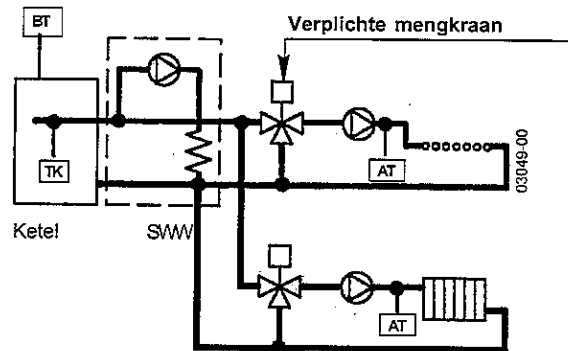 BT
Verplichte mengkraan
TK
AT
03049-00
Ketel
SWW
AT